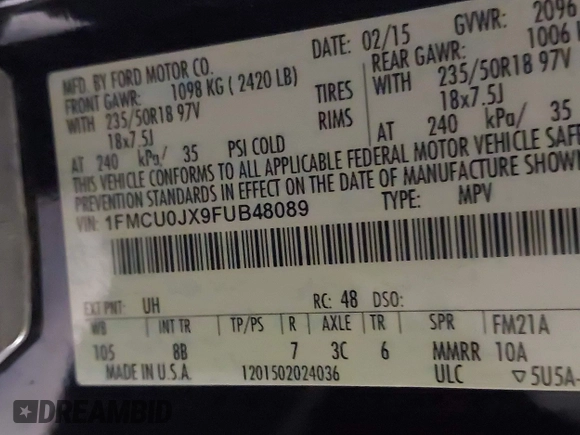 MFD. BY FORD MOTOR CO. DATE: 02/15 GVWR: 2096
FRONT GAWR: 1098 KG ( 2420 LB) REAR GAWR: 1006
WITH 235/50R18 97V TIRES WITH 235/50R18 97V
18x7.5J RIMS 18x7.5J
AT 240 kPa/ 35 PSI COLD AT 240 kPa/ 35
THIS VEHICLE CONFORMS TO ALL APPLICABLE FEDERAL MOTOR VEHICLE SAF
PREVENTION STANDARDS IN EFFECT ON THE DATE OF MANUFACTURE SHOW
VIN: 1FMCU0JX9FUB48089 TYPE: MPV
EXT PNT: UH RC: 48 DSO:
WB INT TR TP/PS R AXLE TR SPR FM21A
105 8B 7 3C 6 MMRR 10A
MADE IN U.S.A. 1201502024036 ULC ▽5U5A-
DREAMBID